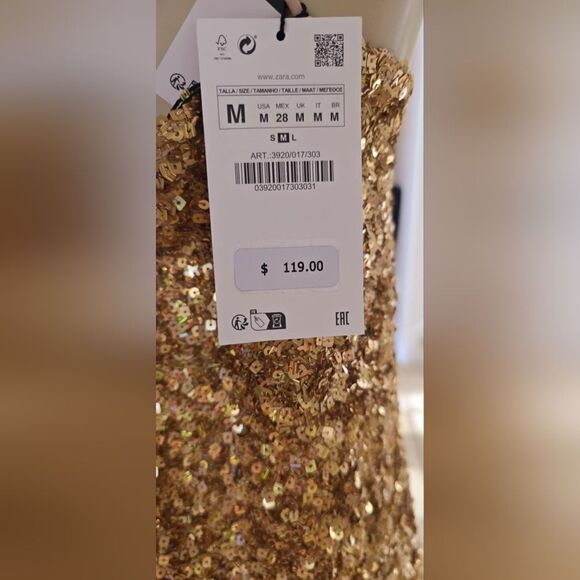 FSC
www.zara.com
TALLA / SIZE / TAMANHO / TAILLE / MAAT / ΜΕΓΕΘΟΣ
M
USA MEX UK IT BR
M 28 M M M
S M L
ART.:3920/017/303
03920017303031
$ 119.00
EAC